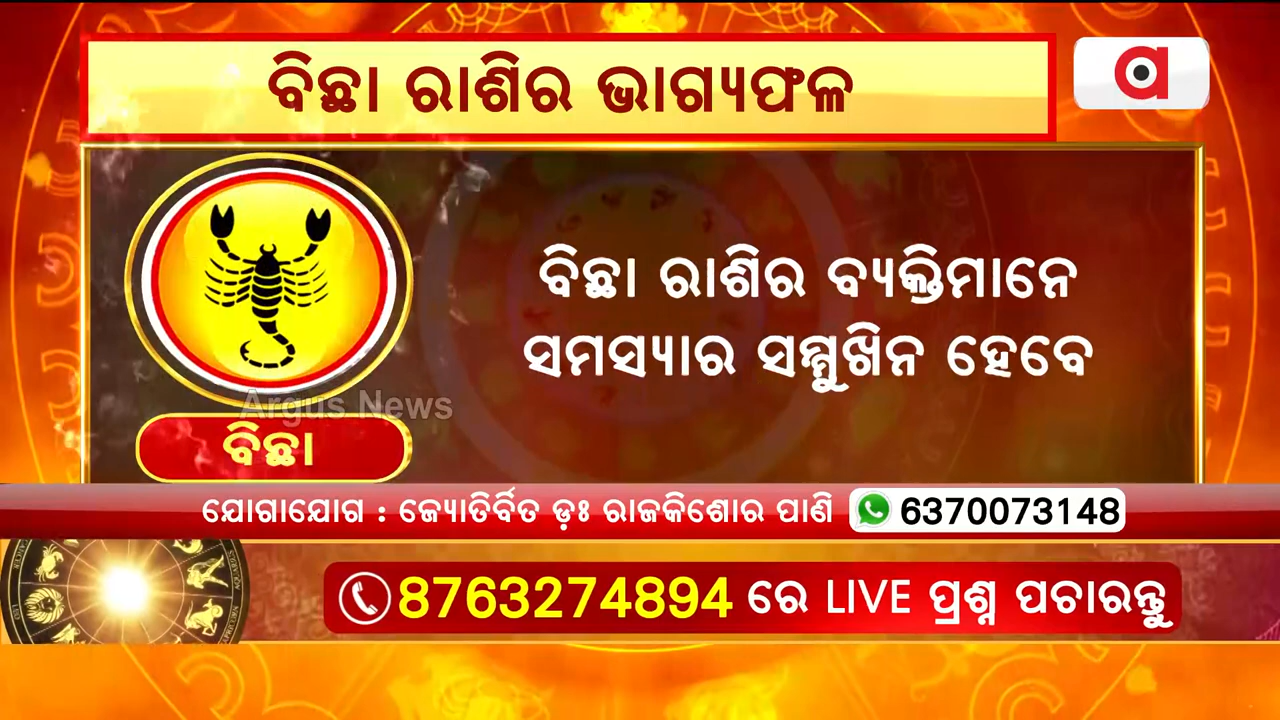 ବିଛା ରାଶିର ଭାଗ୍ୟଫଳ
a
ବିଛା ରାଶିର ବ୍ୟକ୍ତିମାନେ
ସମସ୍ୟାର ସମ୍ମୁଖିନ ହେବେ
Argus News
ବିଛା
ଯୋଗାଯୋଗ : ଜ୍ୟୋତିର୍ବିତ ଡ଼ଃ ରାଜକିଶୋର ପାଣି 6370073148
8763274894 ରେ LIVE ପ୍ରଶ୍ନ ପଚାରନ୍ତୁ